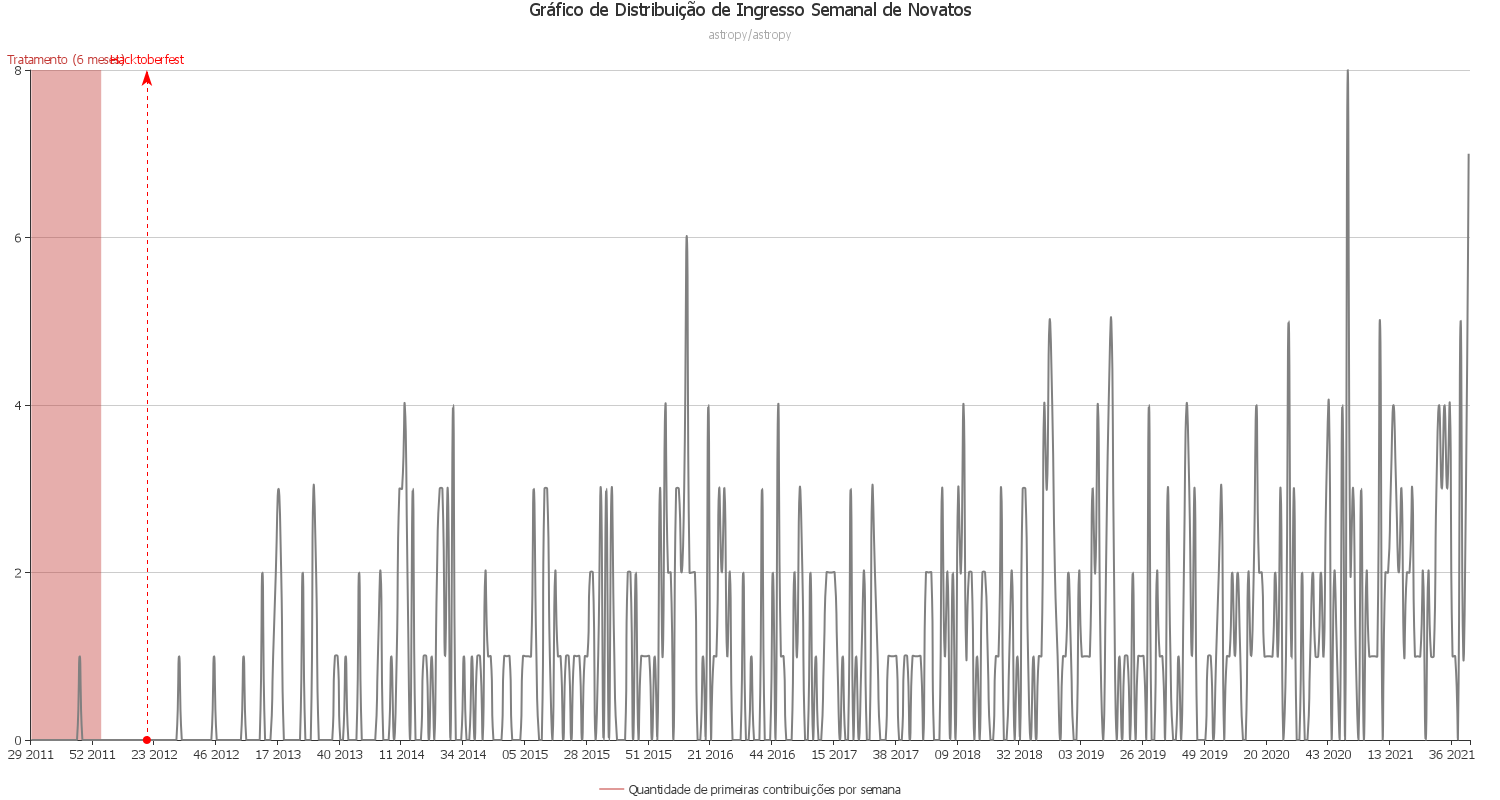 Gráfico de Distribuição de Ingresso Semanal de Novatos
astropy/astropy
Tratamento (6 meses)
Hacktoberfest
8
6
4
2
0
29 2011 52 2011 23 2012 46 2012 17 2013 40 2013 11 2014 34 2014 05 2015 28 2015 51 2015 21 2016 44 2016 15 2017 38 2017 09 2018 32 2018 03 2019 26 2019 49 2019 20 2020 43 2020 13 2021 36 2021
Quantidade de primeiras contribuições por semana